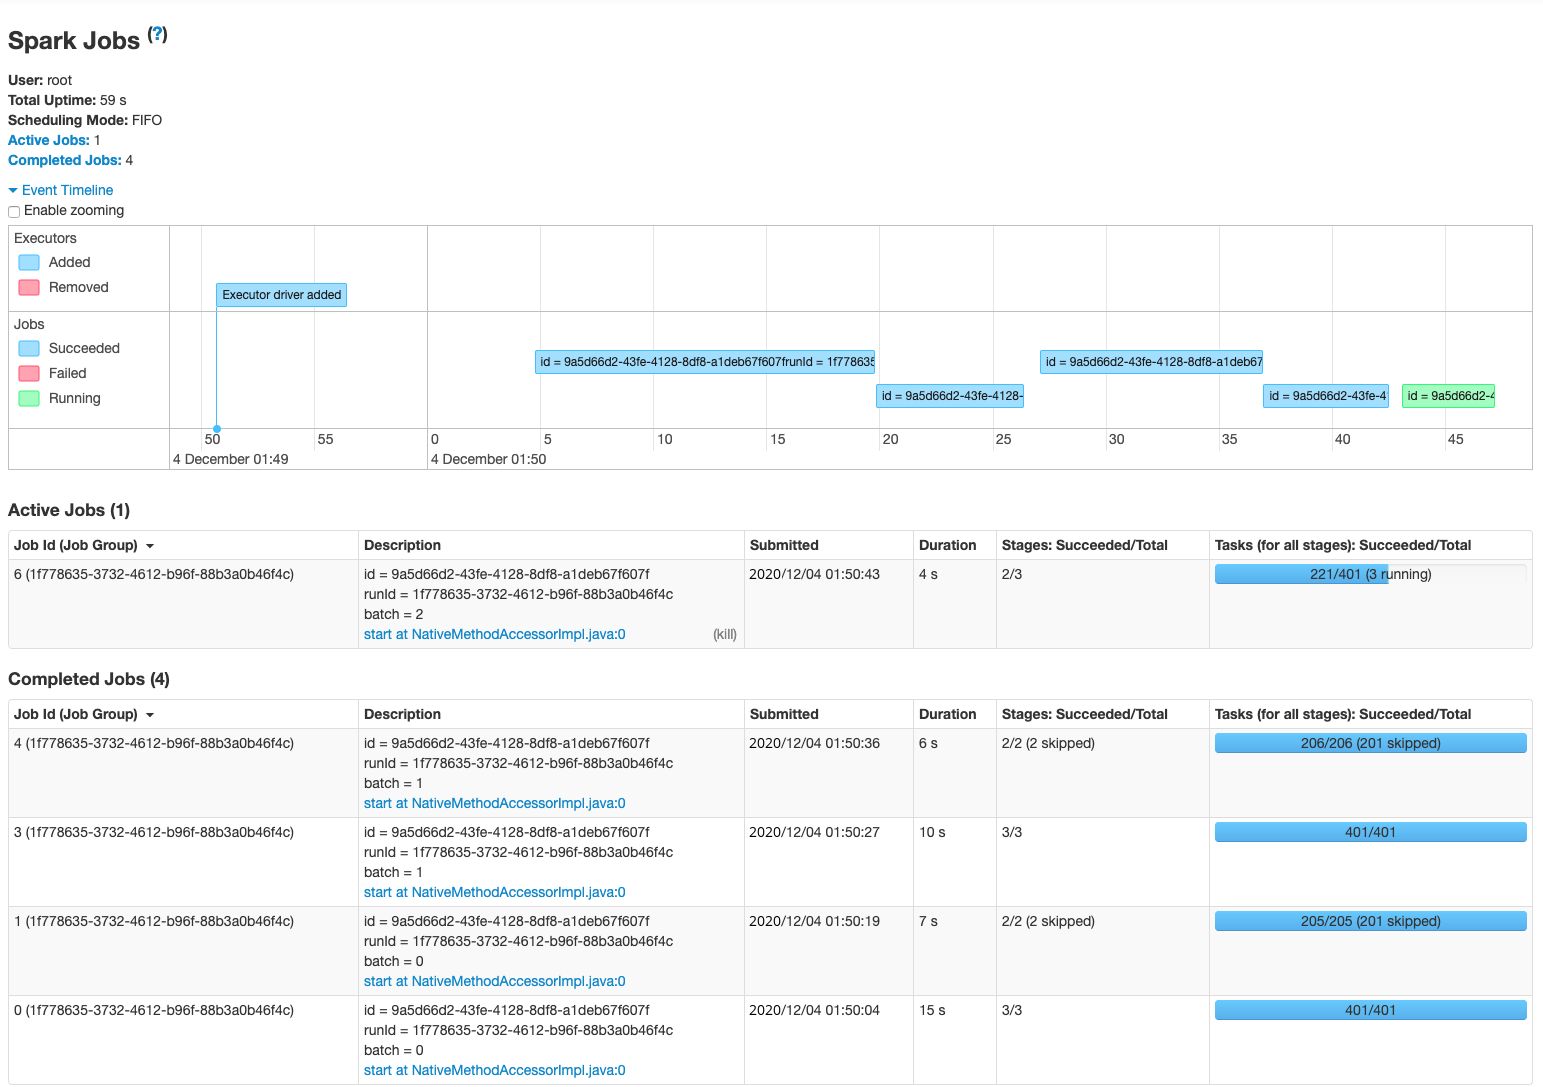 Spark Jobs (?)
User: root
Total Uptime: 59 s
Scheduling Mode: FIFO
Active Jobs: 1
Completed Jobs: 4
Event Timeline
Enable zooming
Executors
Added
Removed
Executor driver added
Jobs
Succeeded
Failed
Running
id = 9a5d66d2-43fe-4128-8df8-a1deb67f607frunId = 1f778635
id = 9a5d66d2-43fe-4128-8df8-a1deb67
id = 9a5d66d2-43fe-4128-
id = 9a5d66d2-43fe-4
id = 9a5d66d2-4
50 55 0 5 10 15 20 25 30 35 40 45
4 December 01:49 4 December 01:50
Active Jobs (1)
Job Id (Job Group) Description Submitted Duration Stages: Succeeded/Total Tasks (for all stages): Succeeded/Total
6 (1f778635-3732-4612-b96f-88b3a0b46f4c) id = 9a5d66d2-43fe-4128-8df8-a1deb67f607f 2020/12/04 01:50:43 4 s 2/3 221/401 (3 running)
runId = 1f778635-3732-4612-b96f-88b3a0b46f4c
batch = 2
start at NativeMethodAccessorImpl.java:0 (kill)
Completed Jobs (4)
Job Id (Job Group) Description Submitted Duration Stages: Succeeded/Total Tasks (for all stages): Succeeded/Total
4 (1f778635-3732-4612-b96f-88b3a0b46f4c) id = 9a5d66d2-43fe-4128-8df8-a1deb67f607f 2020/12/04 01:50:36 6 s 2/2 (2 skipped) 206/206 (201 skipped)
runId = 1f778635-3732-4612-b96f-88b3a0b46f4c
batch = 1
start at NativeMethodAccessorImpl.java:0
3 (1f778635-3732-4612-b96f-88b3a0b46f4c) id = 9a5d66d2-43fe-4128-8df8-a1deb67f607f 2020/12/04 01:50:27 10 s 3/3 401/401
runId = 1f778635-3732-4612-b96f-88b3a0b46f4c
batch = 1
start at NativeMethodAccessorImpl.java:0
1 (1f778635-3732-4612-b96f-88b3a0b46f4c) id = 9a5d66d2-43fe-4128-8df8-a1deb67f607f 2020/12/04 01:50:19 7 s 2/2 (2 skipped) 205/205 (201 skipped)
runId = 1f778635-3732-4612-b96f-88b3a0b46f4c
batch = 0
start at NativeMethodAccessorImpl.java:0
0 (1f778635-3732-4612-b96f-88b3a0b46f4c) id = 9a5d66d2-43fe-4128-8df8-a1deb67f607f 2020/12/04 01:50:04 15 s 3/3 401/401
runId = 1f778635-3732-4612-b96f-88b3a0b46f4c
batch = 0
start at NativeMethodAccessorImpl.java:0